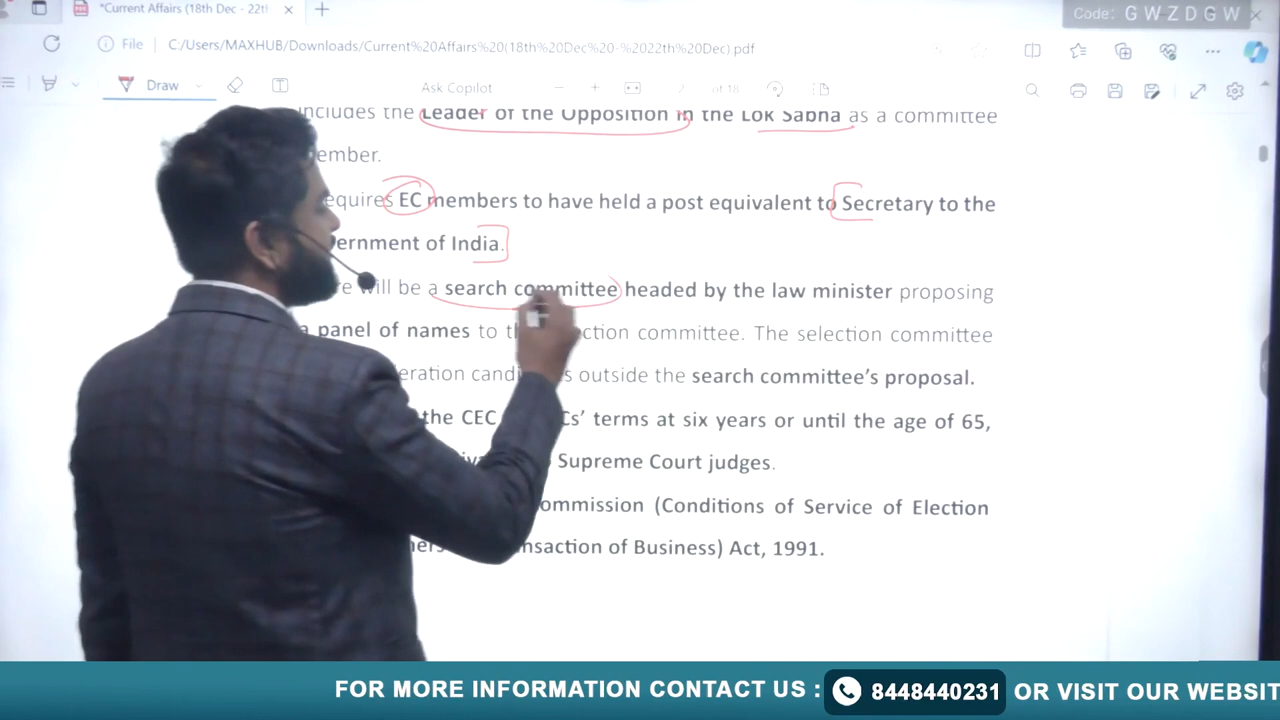 *Current Affairs (18th Dec - 22th
Code: G W Z D G W
File C:/Users/MAXHUB/Downloads/Current%20Affairs%20(18th%20Dec%20-%2022th%20Dec).pdf
Draw Ask Copilot of 18
includes the Leader of the Opposition in the Lok Sabha as a committee
ember.
equires EC members to have held a post equivalent to Secretary to the
ernment of India.
re will be a search committee headed by the law minister proposing
a panel of names to th ction committee. The selection committee
eration candi s outside the search committee's proposal.
the CEC Cs' terms at six years or until the age of 65,
Supreme Court judges.
ommission (Conditions of Service of Election
ners nsaction of Business) Act, 1991.
FOR MORE INFORMATION CONTACT US : 8448440231 OR VISIT OUR WEBSIT